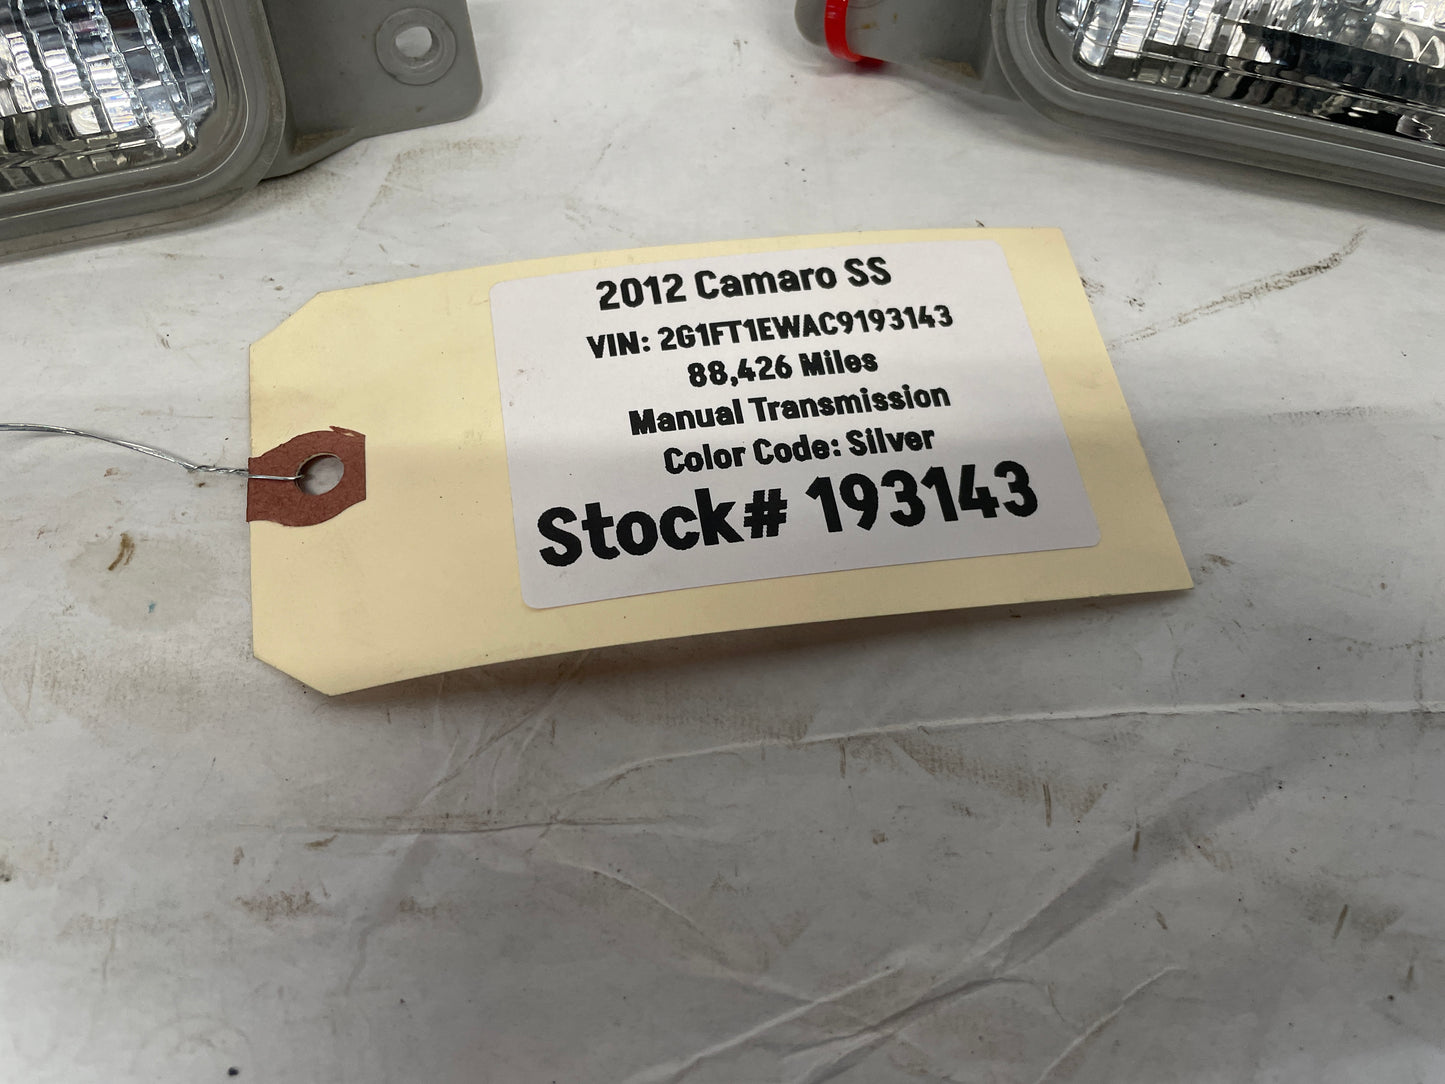 2012 Camaro SS
VIN: 2G1FT1EWAC9193143
88,426 Miles
Manual Transmission
Color Code: Silver
Stock# 193143